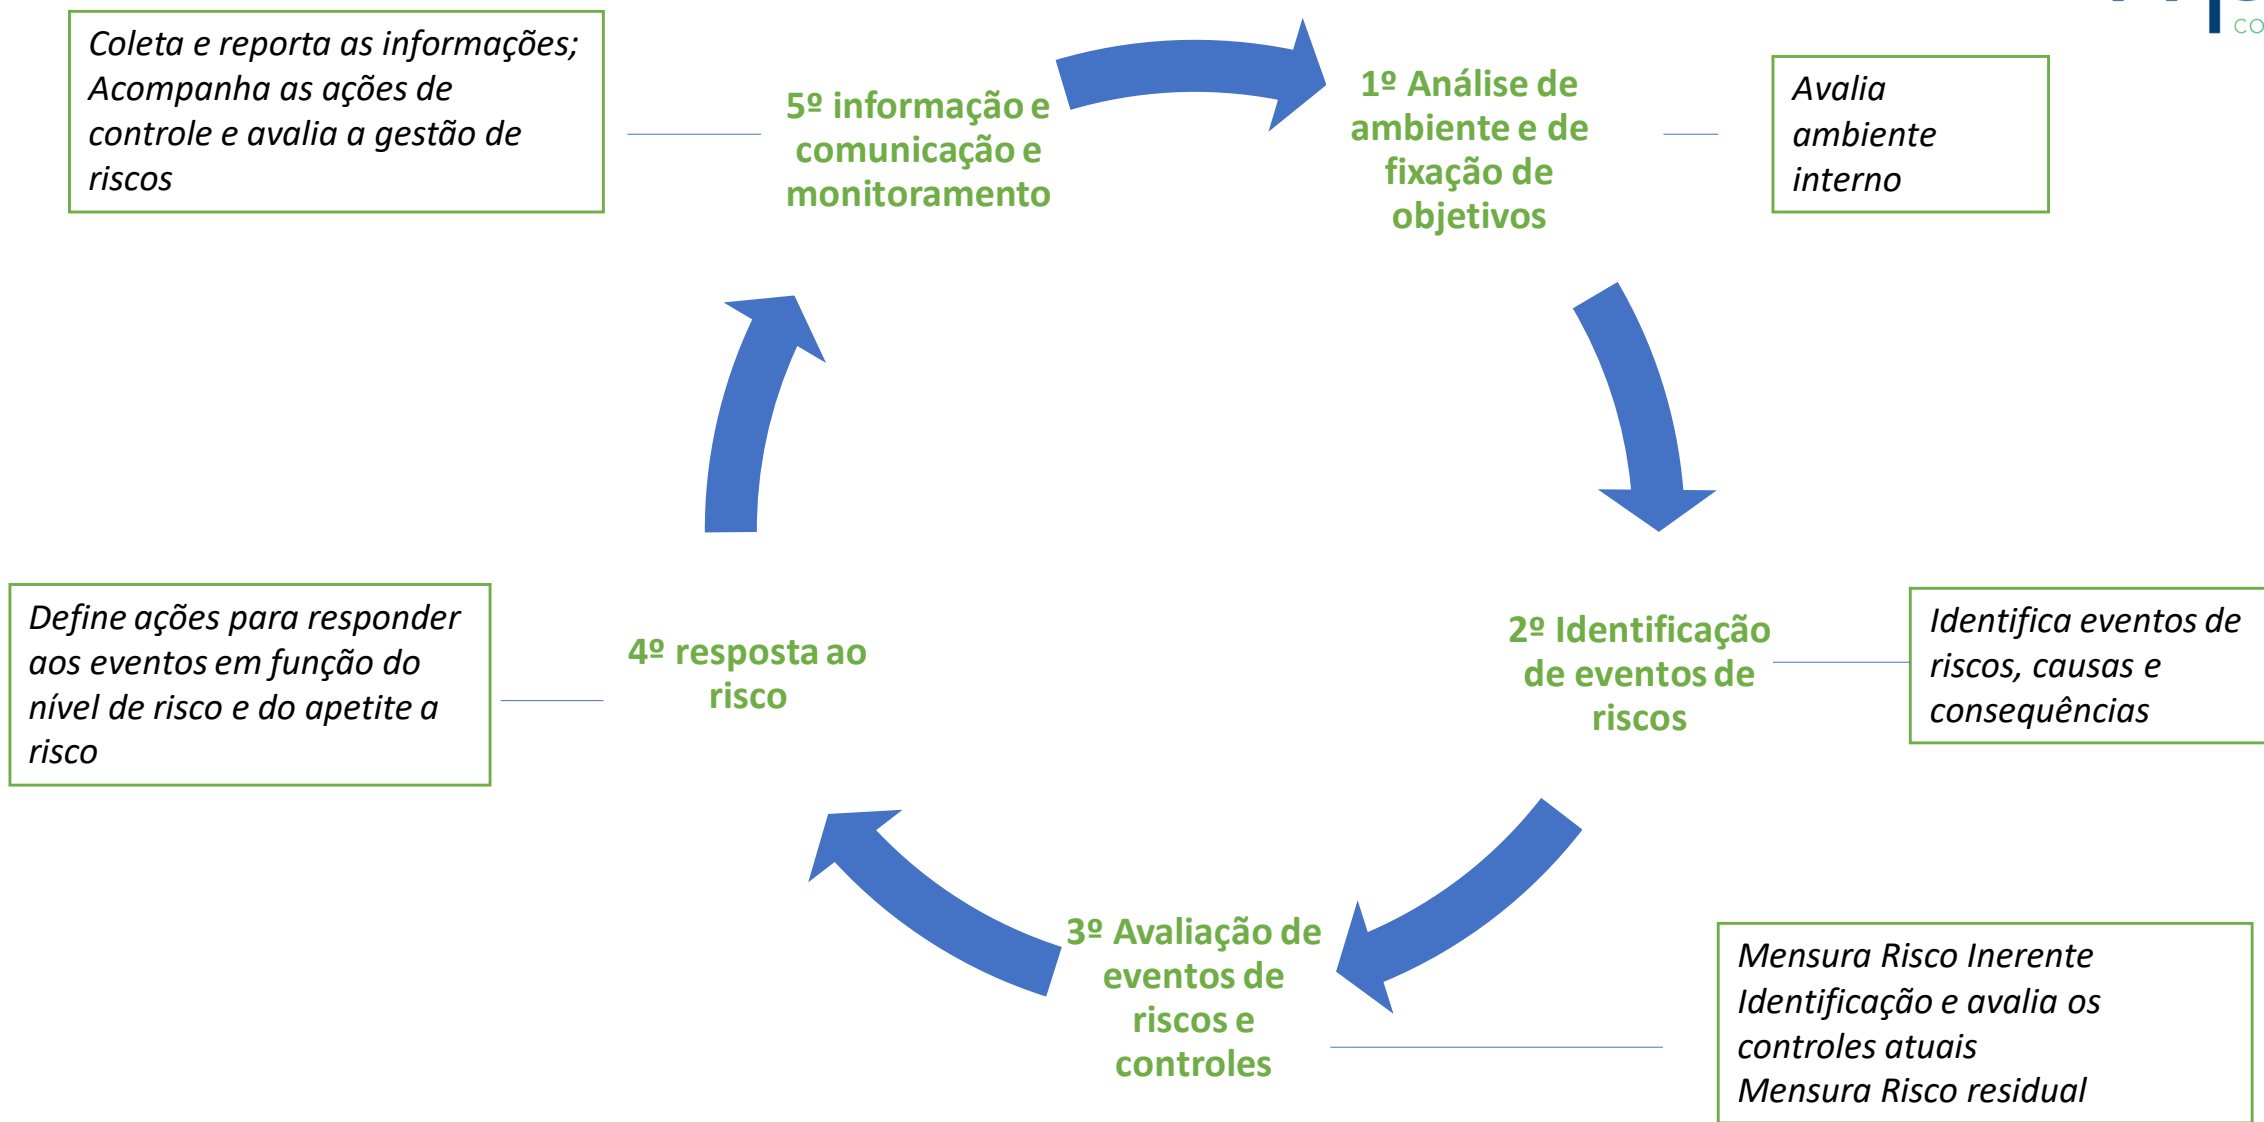 Coleta e reporta as informações;
Acompanha as ações de
controle e avalia a gestão de
riscos
5º informação e
comunicação e
monitoramento
1º Análise de
ambiente e de
fixação de
objetivos
Avalia
ambiente
interno
Define ações para responder
aos eventos em função do
nível de risco e do apetite a
risco
4º resposta ao
risco
2º Identificação
de eventos de
riscos
Identifica eventos de
riscos, causas e
consequências
3º Avaliação de
eventos de
riscos e
controles
Mensura Risco Inerente
Identificação e avalia os
controles atuais
Mensura Risco residual